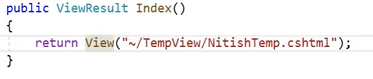 public ViewResult Index()
{
return View("~/TempView/NitishTemp.cshtml");
}